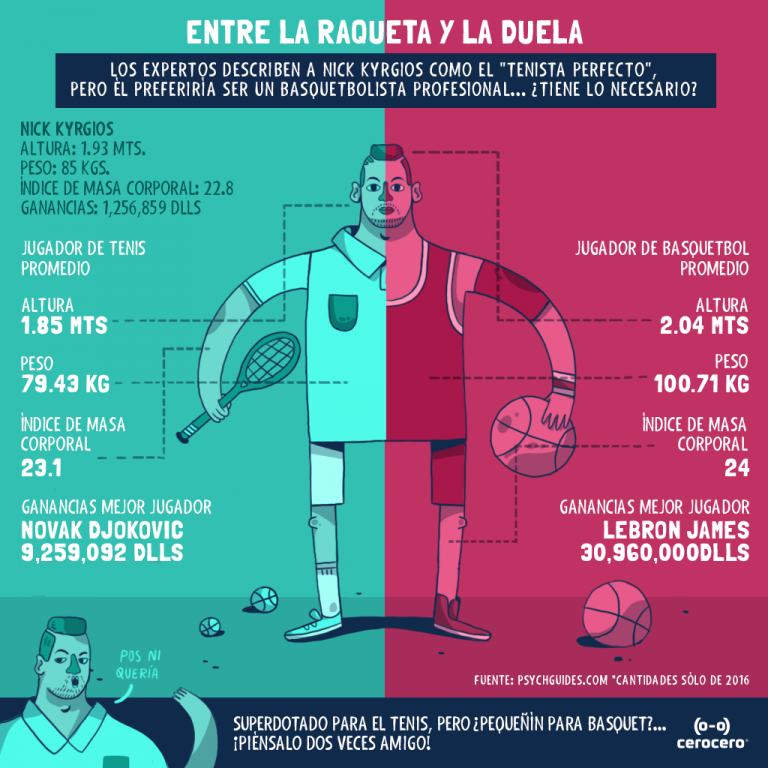 ENTRE LA RAQUETA Y LA DUELA
LOS EXPERTOS DESCRIBEN A NICK KYRGIOS COMO EL "TENISTA PERFECTO",
PERO ÉL PREFERIRÍA SER UN BASQUETBOLISTA PROFESIONAL... ¿TIENE LO NECESARIO?
NICK KYRGIOS
ALTURA: 1.93 MTS.
PESO: 85 KGS.
ÍNDICE DE MASA CORPORAL: 22.8
GANANCIAS: 1,256,859 DLLS
JUGADOR DE TENIS
PROMEDIO
ALTURA
1.85 MTS
PESO
79.43 KG
ÍNDICE DE MASA
CORPORAL
23.1
GANANCIAS MEJOR JUGADOR
NOVAK DJOKOVIC
9,259,092 DLLS
JUGADOR DE BASQUETBOL
PROMEDIO
ALTURA
2.04 MTS
PESO
100.71 KG
ÍNDICE DE MASA
CORPORAL
24
GANANCIAS MEJOR JUGADOR
LEBRON JAMES
30,960,000DLLS
POS NI
QUERÍA
FUENTE: PSYCHGUIDES.COM *CANTIDADES SÓLO DE 2016
SUPERDOTADO PARA EL TENIS, PERO ¿PEQUEÑÍN PARA BASQUET?...
¡PIÉNSALO DOS VECES AMIGO!
(o-o)
cerocero®